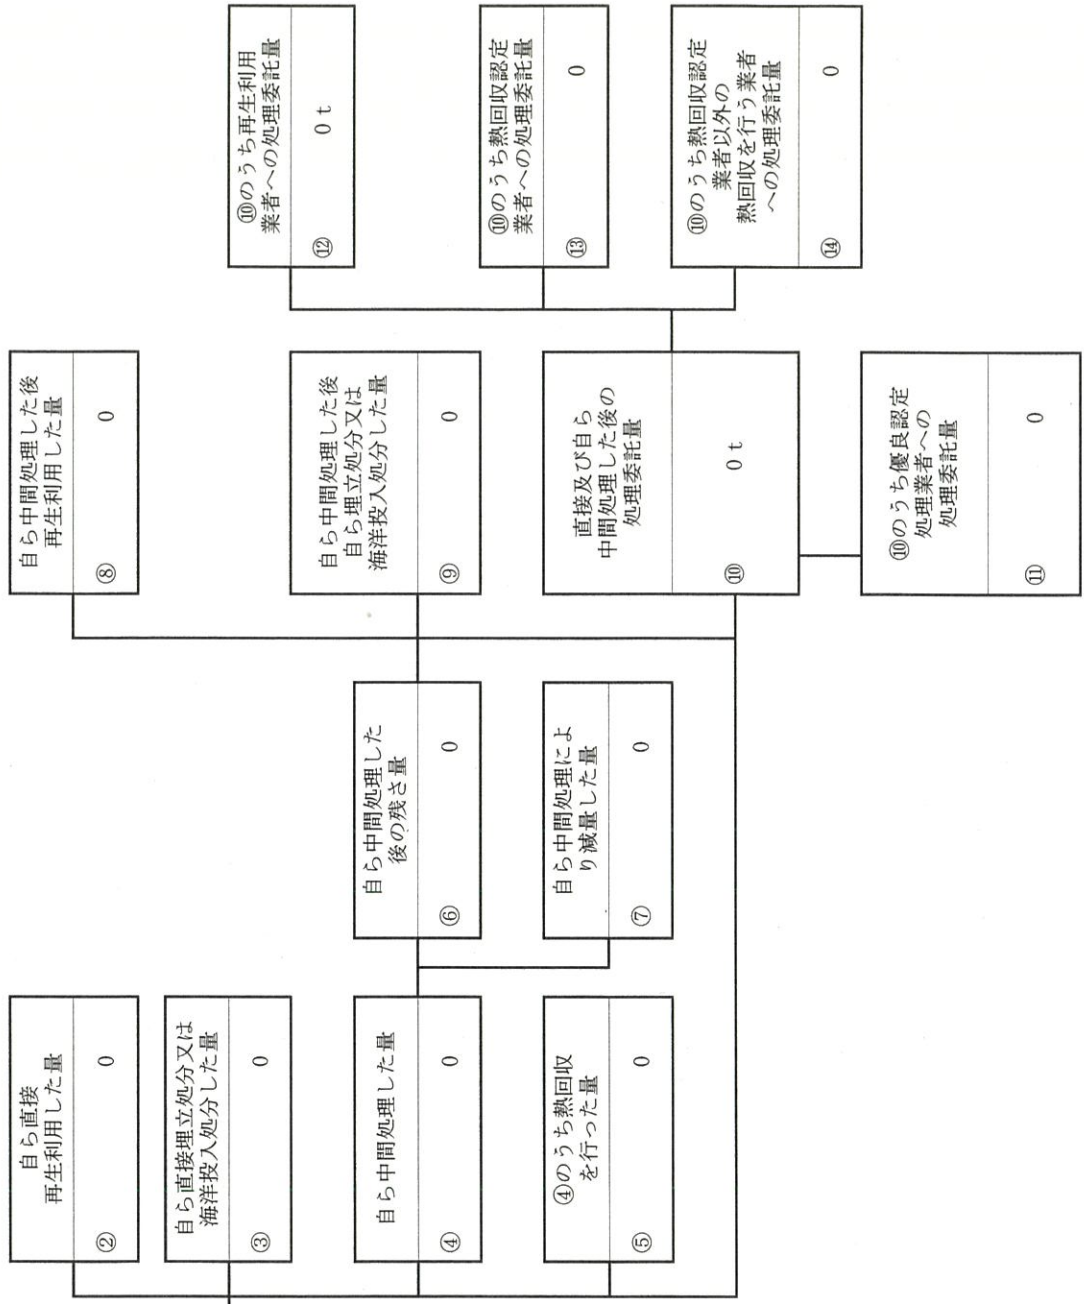 自ら直接
再生利用した量
② 0
自ら直接埋立処分又は
海洋投入処分した量
③ 0
自ら中間処理した量
④ 0
④のうち熱回収
を行った量
⑤ 0
自ら中間処理した
後の残さ量
⑥ 0
自ら中間処理によ
り減量した量
⑦ 0
自ら中間処理した後
再生利用した量
⑧ 0
自ら中間処理した後
自ら埋立処分又は
海洋投入処分した量
⑨ 0
直接及び自ら
中間処理した後の
処理委託量
⑩ 0 t
⑩のうち優良認定
処理業者への
処理委託量
⑪ 0
⑩のうち再生利用
業者への処理委託量
⑫ 0 t
⑩のうち熱回収認定
業者への処理委託量
⑬ 0
⑩のうち熱回収認定
業者以外の
熱回収を行う業者
への処理委託量
⑭ 0